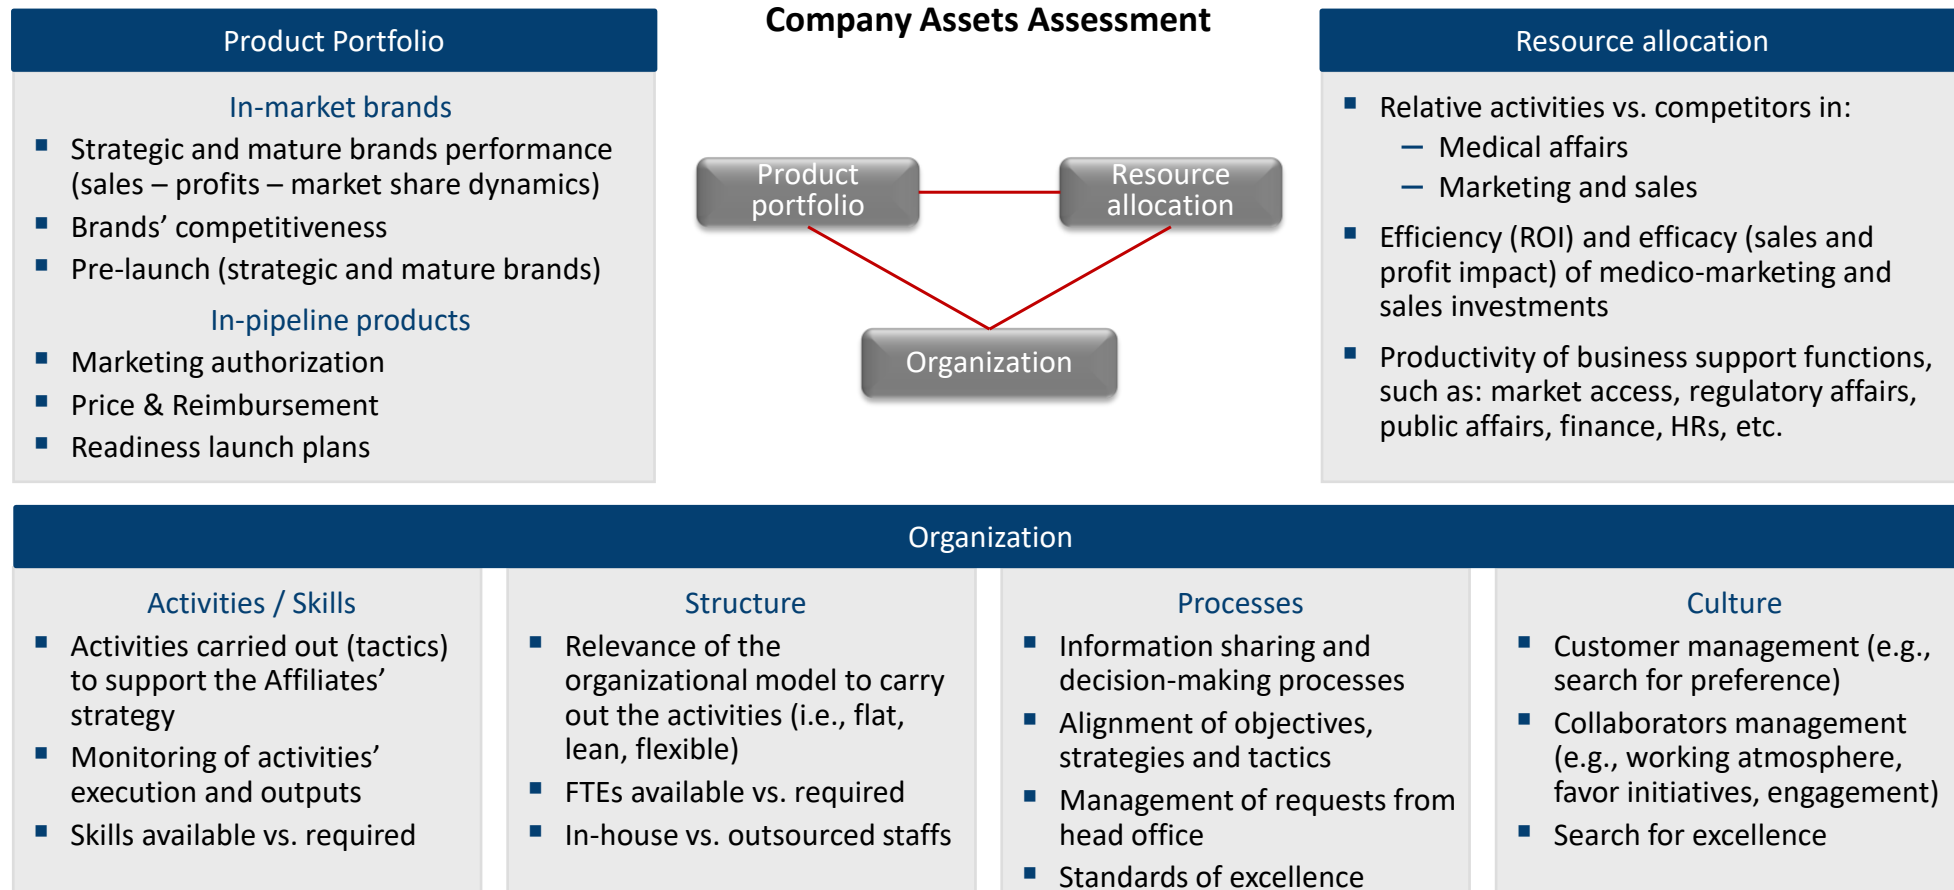 Company Assets Assessment
Product Portfolio
In-market brands
▪ Strategic and mature brands performance
(sales – profits – market share dynamics)
▪ Brands’ competitiveness
▪ Pre-launch (strategic and mature brands)
In-pipeline products
▪ Marketing authorization
▪ Price & Reimbursement
▪ Readiness launch plans
Product
portfolio
Resource
allocation
Organization
Resource allocation
▪ Relative activities vs. competitors in:
– Medical affairs
– Marketing and sales
▪ Efficiency (ROI) and efficacy (sales and
profit impact) of medico-marketing and
sales investments
▪ Productivity of business support functions,
such as: market access, regulatory affairs,
public affairs, finance, HRs, etc.
Organization
Activities / Skills
▪ Activities carried out (tactics)
to support the Affiliates’
strategy
▪ Monitoring of activities’
execution and outputs
▪ Skills available vs. required
Structure
▪ Relevance of the
organizational model to carry
out the activities (i.e., flat,
lean, flexible)
▪ FTEs available vs. required
▪ In-house vs. outsourced staffs
Processes
▪ Information sharing and
decision-making processes
▪ Alignment of objectives,
strategies and tactics
▪ Management of requests from
head office
▪ Standards of excellence
Culture
▪ Customer management (e.g.,
search for preference)
▪ Collaborators management
(e.g., working atmosphere,
favor initiatives, engagement)
▪ Search for excellence